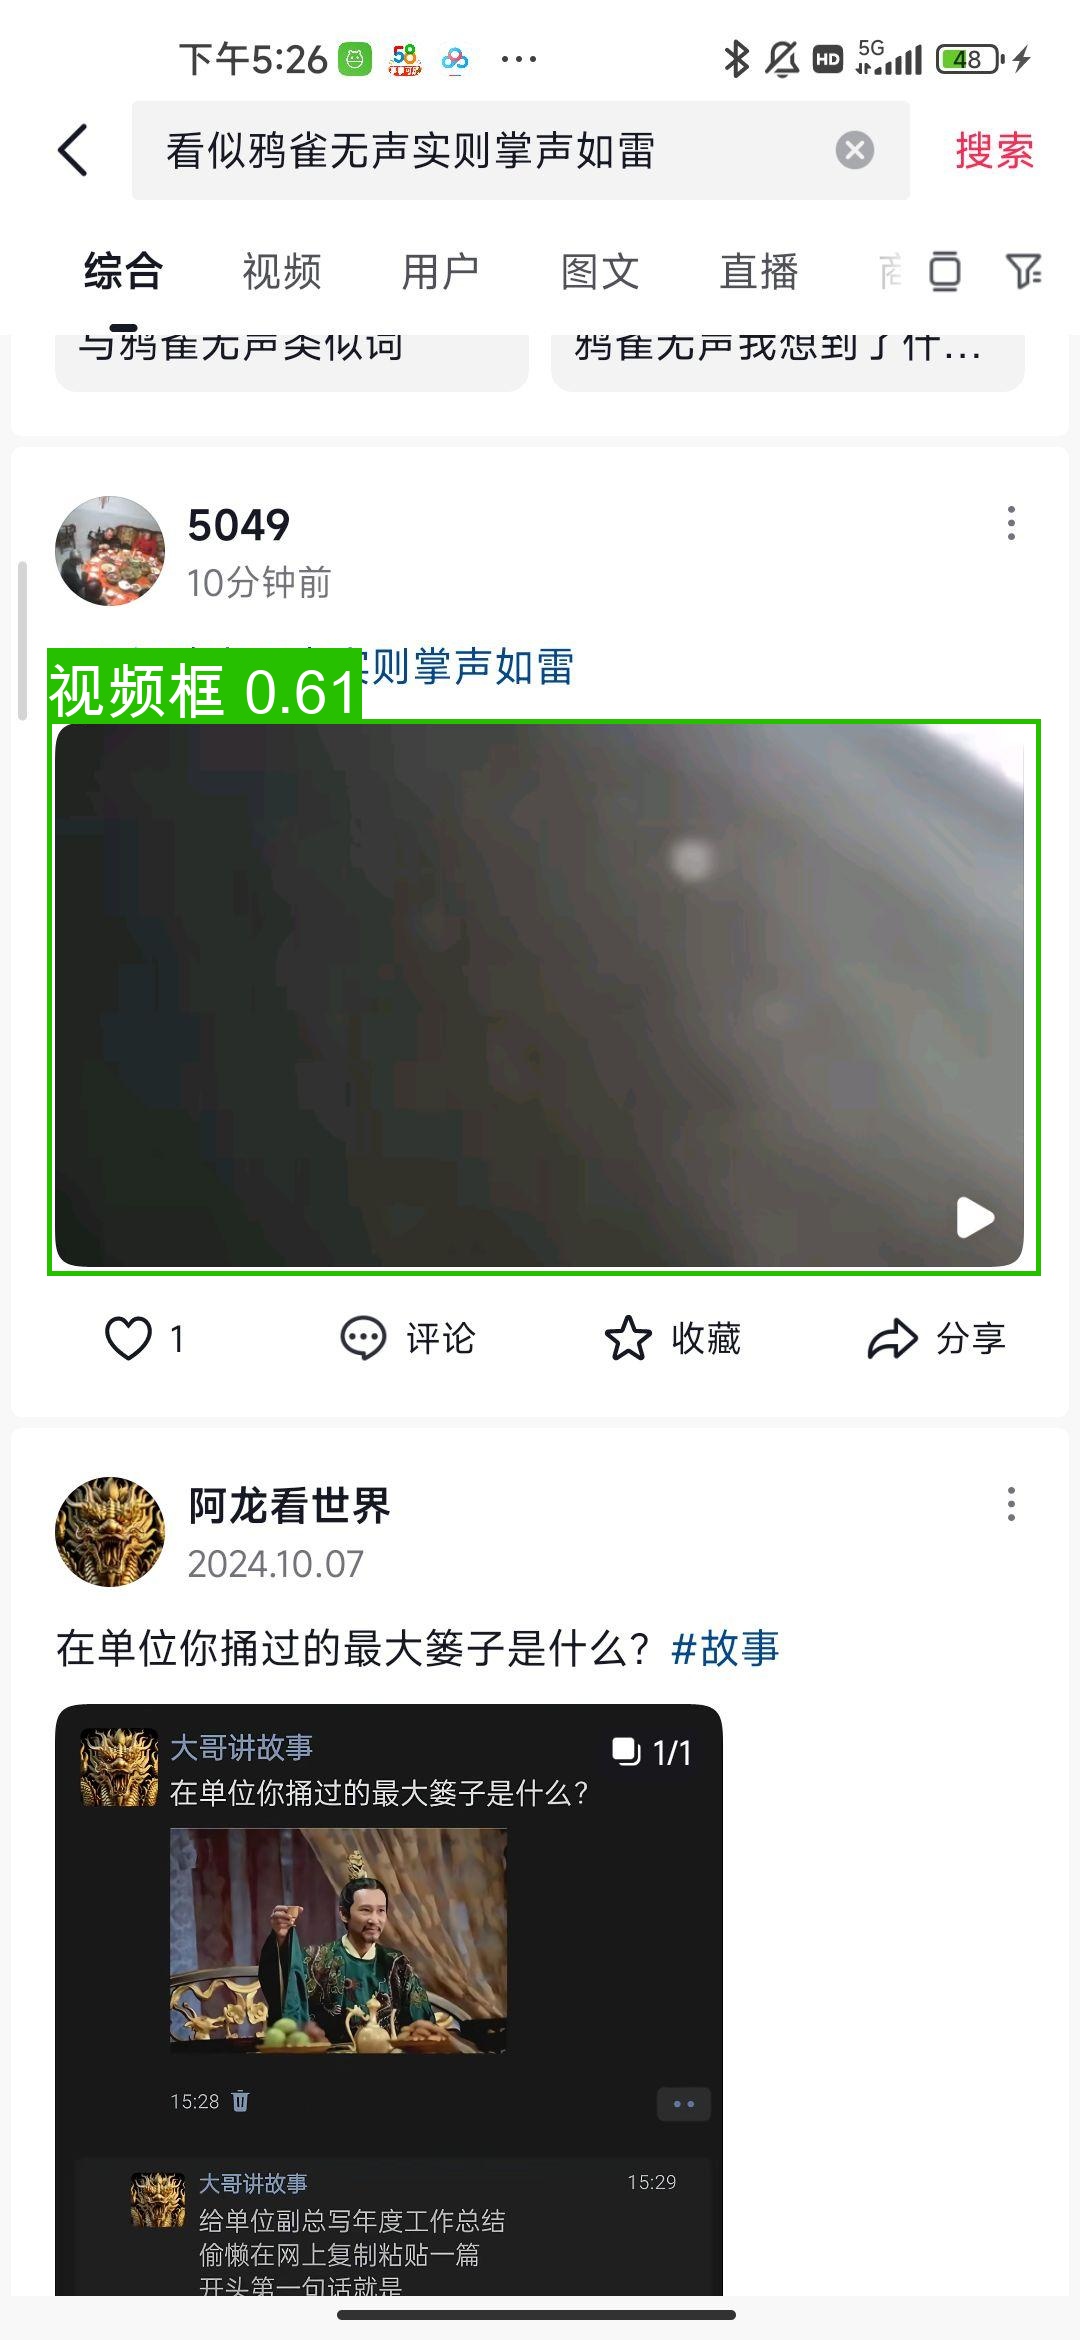 下午5:26
58
HD
5G
48
看似鸦雀无声实则掌声如雷
搜索
综合
视频
用户
图文
直播
与鸦雀无声类似词
鸦雀无声我想到了什...
5049
10分钟前
则掌声如雷
视频框 0.61
1
评论
收藏
分享
阿龙看世界
2024.10.07
在单位你捅过的最大篓子是什么？#故事
大哥讲故事
1/1
在单位你捅过的最大篓子是什么？
15:28
大哥讲故事
15:29
给单位副总写年度工作总结
偷懒在网上复制粘贴一篇
开头第一句话就是